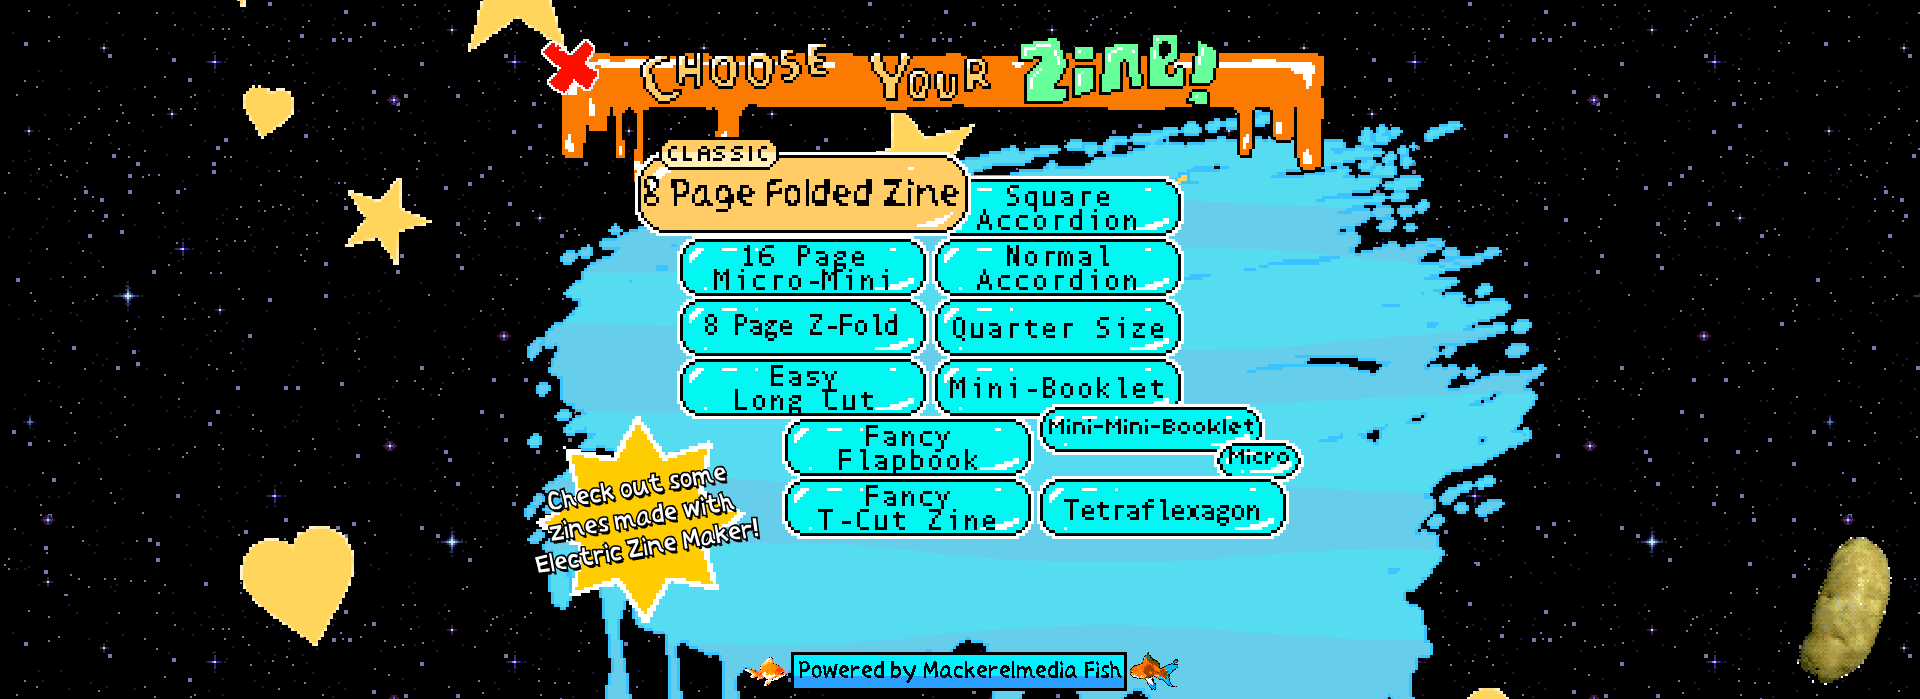 CHOOSE YOUR ZiNE!
CLASSIC
8 Page Folded Zine
Square
Accordion
16 Page
Micro-Mini
Normal
Accordion
8 Page Z-Fold
Quarter Size
Easy
Long Cut
Mini-Booklet
Mini-Mini-Booklet
Micro
Fancy
Flapbook
Fancy
T-Cut Zine
Tetraflexagon
Check out some
zines made with
Electric Zine Maker!
Powered by Mackerelmedia Fish